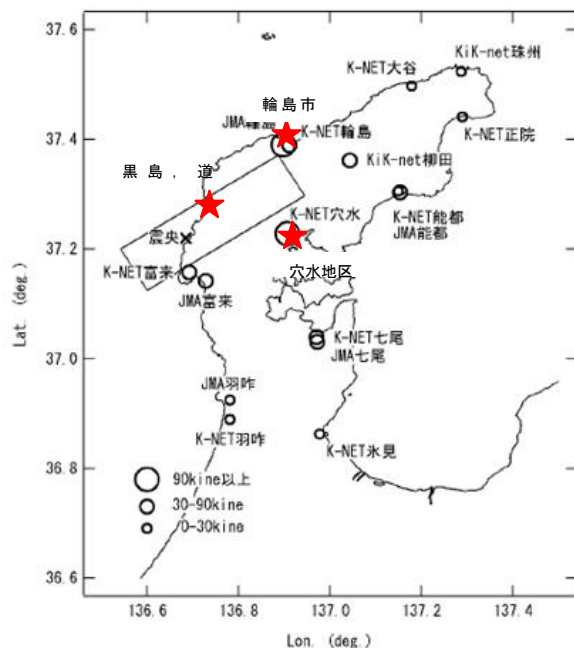 37.6
KiK-net珠州
K-NET大谷
輪島市
37.4
JMA輪島
K-NET輪島
K-NET正院
KiK-net柳田
黒島，道
K-NET穴水
K-NET能都
JMA能都
震央
37.2
K-NET富来
穴水地区
JMA富来
Lat. (deg.)
K-NET七尾
37.0
JMA七尾
JMA羽咋
K-NET羽咋
K-NET氷見
36.8
90kine以上
30-90kine
0-30kine
36.6
136.6
136.8
137.0
137.2
137.4
Lon. (deg.)